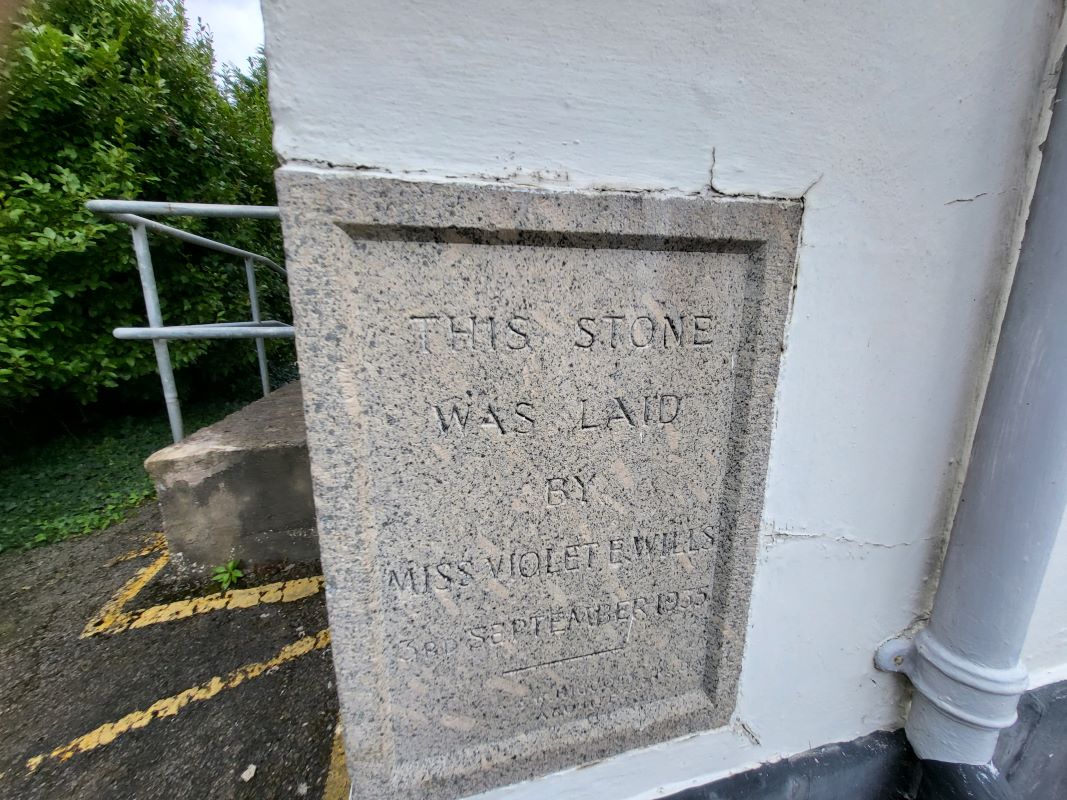 THIS STONE
WAS LAID
BY
MISS VIOLET E. WILLS
3RD SEPTEMBER 1955